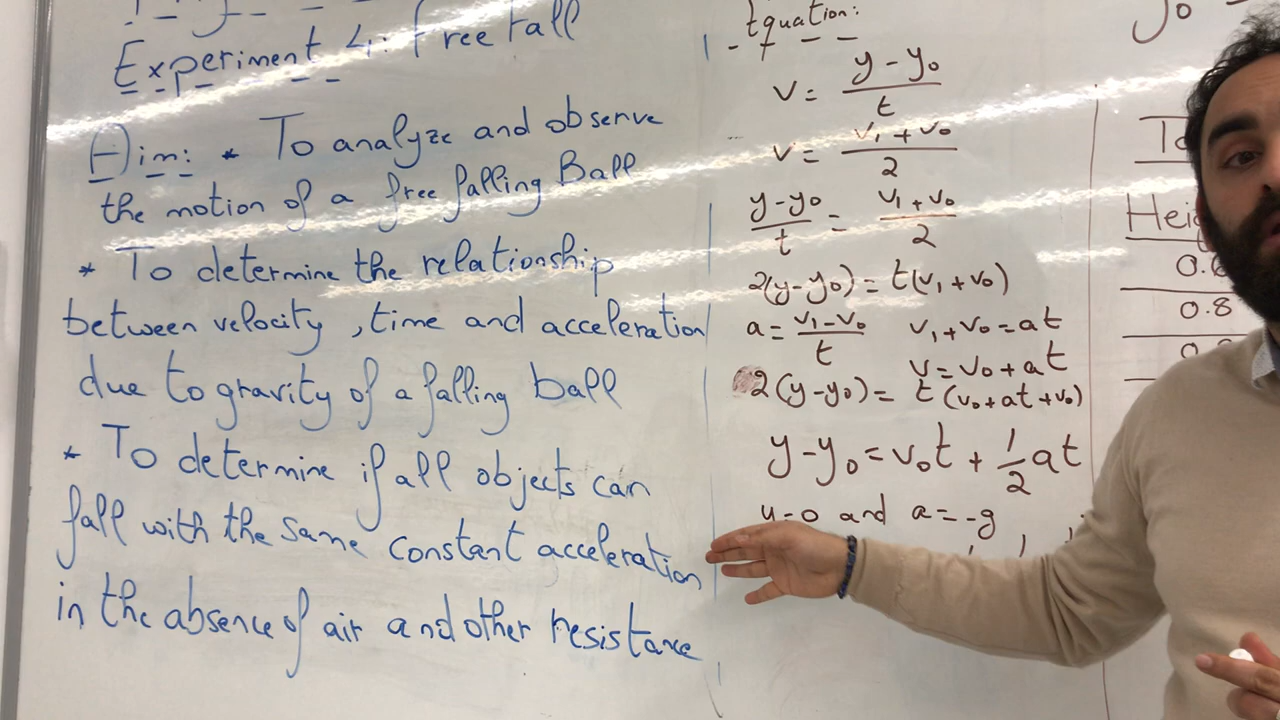 Experiment 4: Free Fall
Aim: * To analyze and observe
the motion of a free falling Ball
* To determine the relationship
between velocity, time and acceleration
due to gravity of a falling ball
* To determine if all objects can
fall with the same constant acceleration
in the absence of air and other resistance
Equation:
v = (y - y₀)/t
v = (v₁ + v₀)/2
(y - y₀)/t = (v₁ + v₀)/2
2(y - y₀) = t(v₁ + v₀)
a = (v₁ - v₀)/t v₁ + v₀ = at
v = v₀ + at
2(y - y₀) = t(v₀ + at + v₀)
y - y₀ = v₀t + 1/2 at
and a = -g
0.8